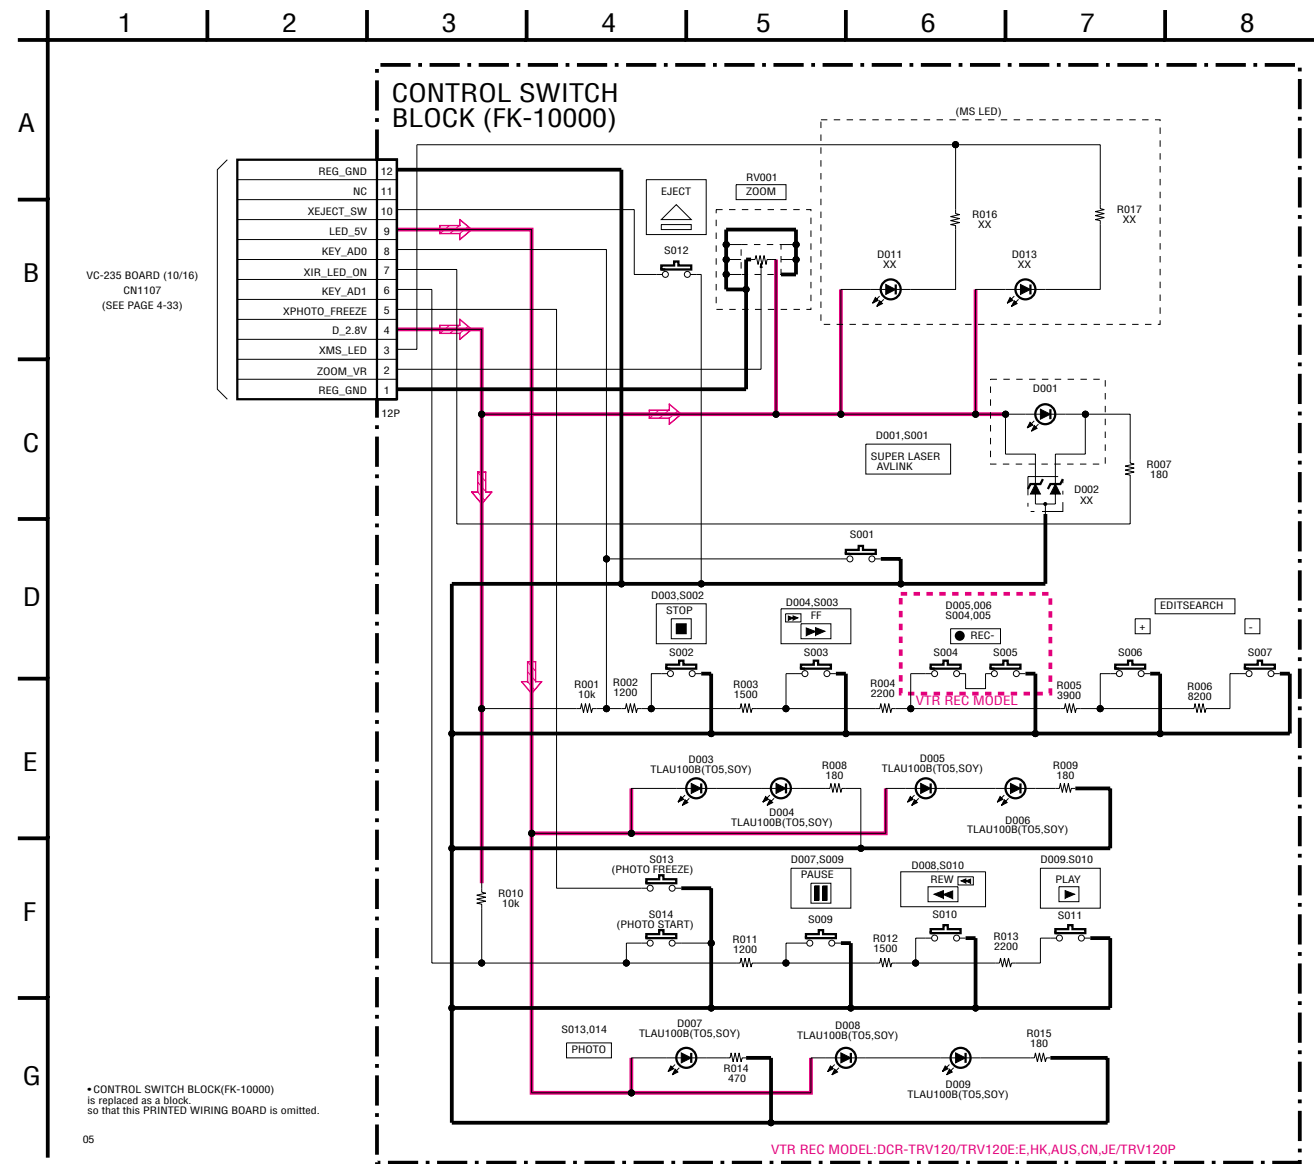 1 2 3 4 5 6 7 8
A
B
C
D
E
F
G
CONTROL SWITCH
BLOCK (FK-10000)
(MS LED)
REG_GND 12
NC 11
XEJECT_SW 10
LED_5V 9
KEY_AD0 8
XIR_LED_ON 7
KEY_AD1 6
XPHOTO_FREEZE 5
D_2.8V 4
XMS_LED 3
ZOOM_VR 2
REG_GND 1
12P
VC-235 BOARD (10/16)
CN1107
(SEE PAGE 4-33)
EJECT
S012
RV001
ZOOM
R016
XX
R017
XX
D011
XX
D013
XX
D001
D001,S001
SUPER LASER
AVLINK
R007
180
D002
XX
S001
D003,S002
STOP
S002
D004,S003
FF
S003
D005,006
S004,005
REC-
S004
S005
VTR REC MODEL
EDITSEARCH
+
-
S006
S007
R001
10k
R002
1200
R003
1500
R004
2200
R005
3900
R006
8200
D003
TLAU100B(TO5,SOY)
D004
TLAU100B(TO5,SOY)
R008
180
D005
TLAU100B(TO5,SOY)
D006
TLAU100B(TO5,SOY)
R009
180
R010
10k
S013
(PHOTO FREEZE)
S014
(PHOTO START)
D007,S009
PAUSE
S009
D008,S010
REW
S010
D009.S010
PLAY
S011
R011
1200
R012
1500
R013
2200
S013,014
PHOTO
D007
TLAU100B(TO5,SOY)
R014
470
D008
TLAU100B(TO5,SOY)
D009
TLAU100B(TO5,SOY)
R015
180
•CONTROL SWITCH BLOCK(FK-10000)
is replaced as a block.
so that this PRINTED WIRING BOARD is omitted.
05
VTR REC MODEL:DCR-TRV120/TRV120E:E,HK,AUS,CN,JE/TRV120P